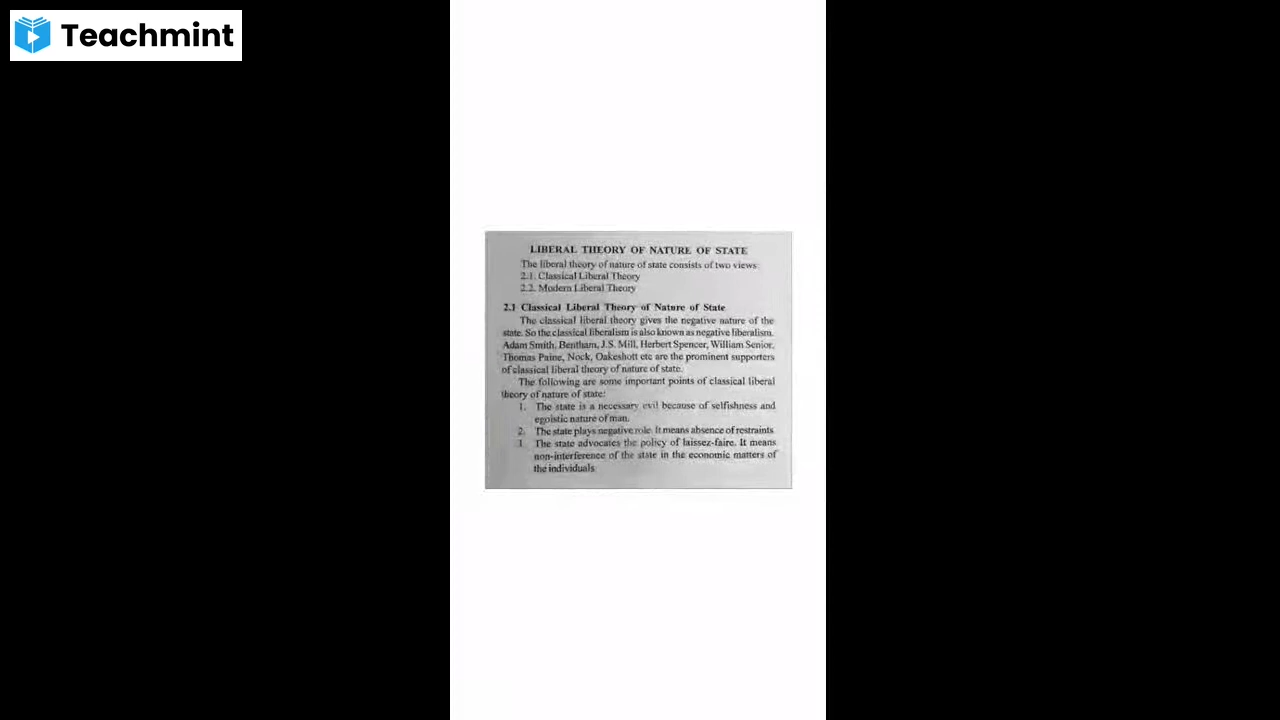 Teachmint
LIBERAL THEORY OF NATURE OF STATE
The liberal theory of nature of state consists of two views
2.1. Classical Liberal Theory
2.2. Modern Liberal Theory
2.1 Classical Liberal Theory of Nature of State
The classical liberal theory gives the negative nature of the
state. So the classical liberalism is also known as negative liberalism.
Adam Smith, Bentham, J.S. Mill, Herbert Spencer, William Senior,
Thomas Paine, Nock, Oakeshott etc are the prominent supporters
of classical liberal theory of nature of state.
The following are some important points of classical liberal
theory of nature of state:
1. The state is a necessary evil because of selfishness and
egoistic nature of man.
2. The state plays negative role. It means absence of restraints
1. The state advocates the policy of laissez-faire. It means
non-interference of the state in the economic matters of
the individuals